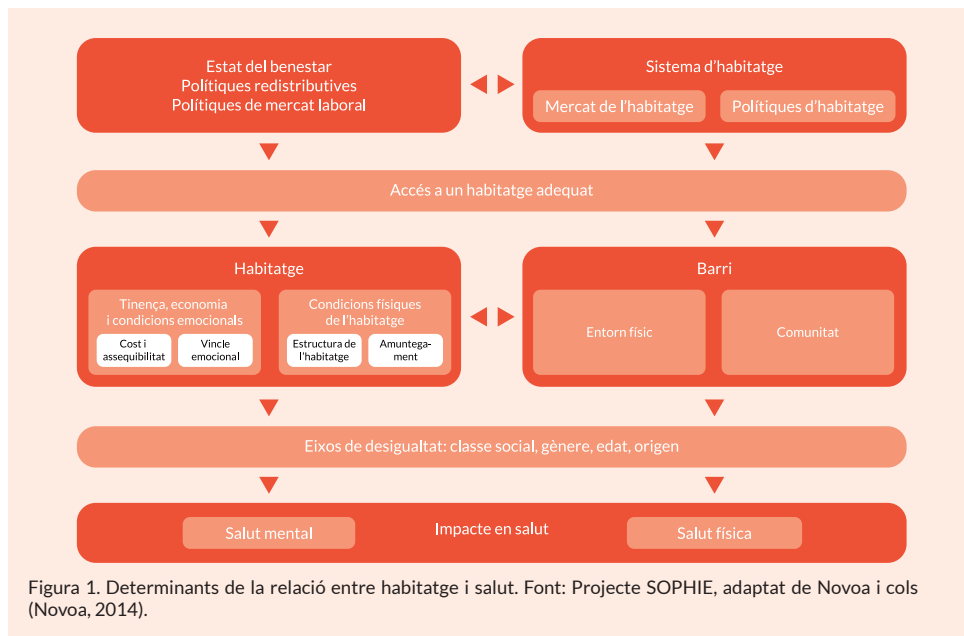 Estat del benestar
Polítiques redistributives
Polítiques de mercat laboral
Sistema d'habitatge
Mercat de l'habitatge
Polítiques d'habitatge
Accés a un habitatge adequat
Habitatge
Tinença, economia
i condicions emocionals
Cost i
assequibilitat
Vincle
emocional
Condicions físiques
de l'habitatge
Estructura de
l'habitatge
Amuntega-
ment
Barri
Entorn físic
Comunitat
Eixos de desigualtat: classe social, gènere, edat, origen
Salut mental
Impacte en salut
Salut física
Figura 1. Determinants de la relació entre habitatge i salut. Font: Projecte SOPHIE, adaptat de Novoa i cols
(Novoa, 2014).